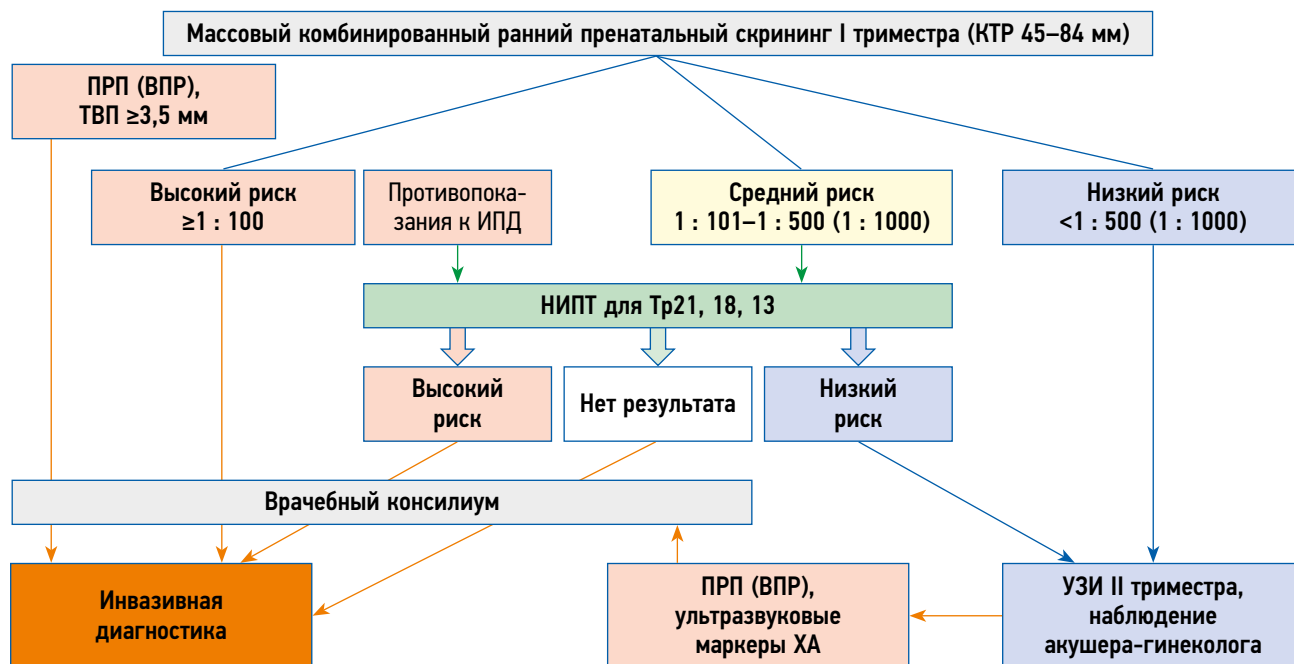 Массовый комбинированный ранний пренатальный скрининг I триместра (КТР 45–84 мм)
ПРП (ВПР),
ТВП ≥3,5 мм
Высокий риск
≥1 : 100
Противопока-
зания к ИПД
Средний риск
1 : 101–1 : 500 (1 : 1000)
Низкий риск
<1 : 500 (1 : 1000)
НИПТ для Тр21, 18, 13
Высокий
риск
Нет результата
Низкий
риск
Врачебный консилиум
Инвазивная
диагностика
ПРП (ВПР),
ультразвуковые
маркеры ХА
УЗИ II триместра,
наблюдение
акушера-гинеколога